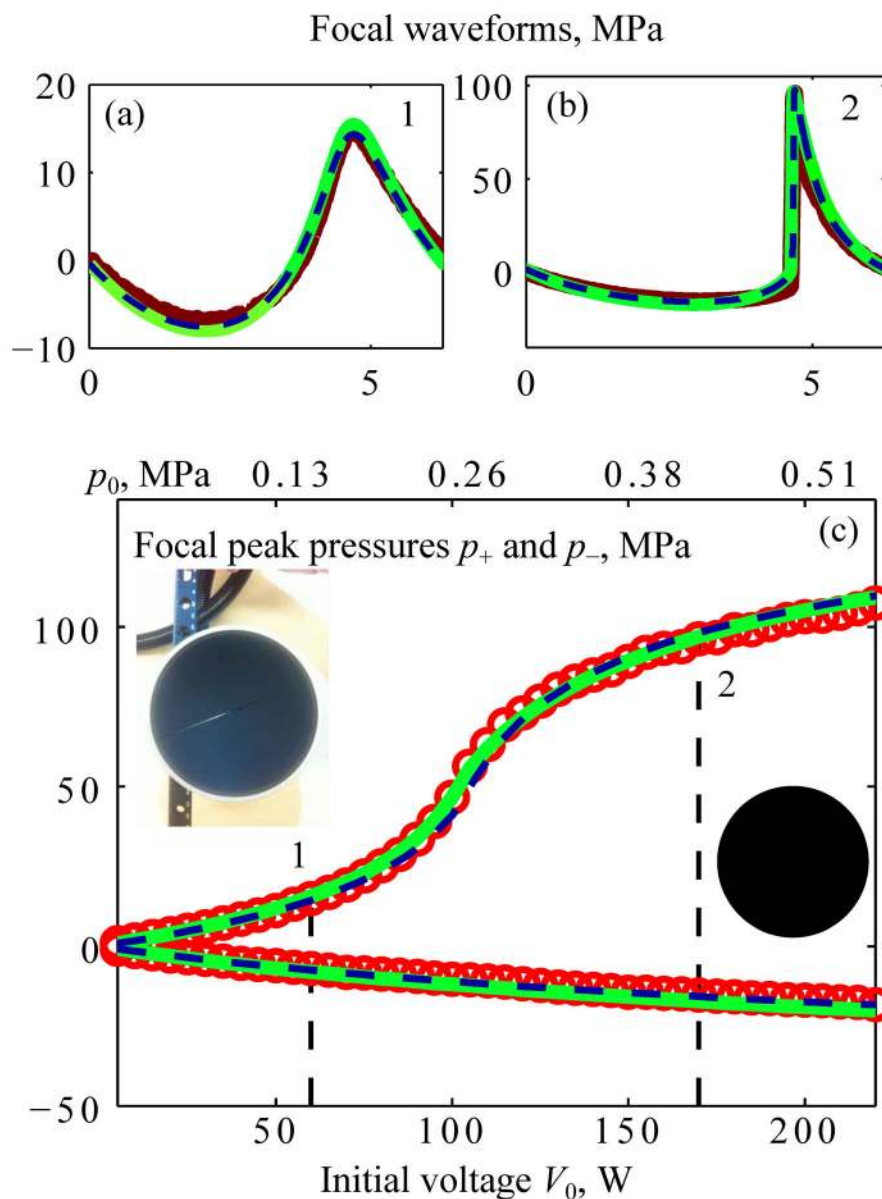 Focal waveforms, MPa
20
(a)
1
10
0
−10
0
5
100
(b)
2
50
0
0
5
p₀, MPa 0.13 0.26 0.38 0.51
Focal peak pressures p₊ and p₋, MPa
(c)
100
2
50
1
0
−50
50 100 150 200
Initial voltage V₀, W